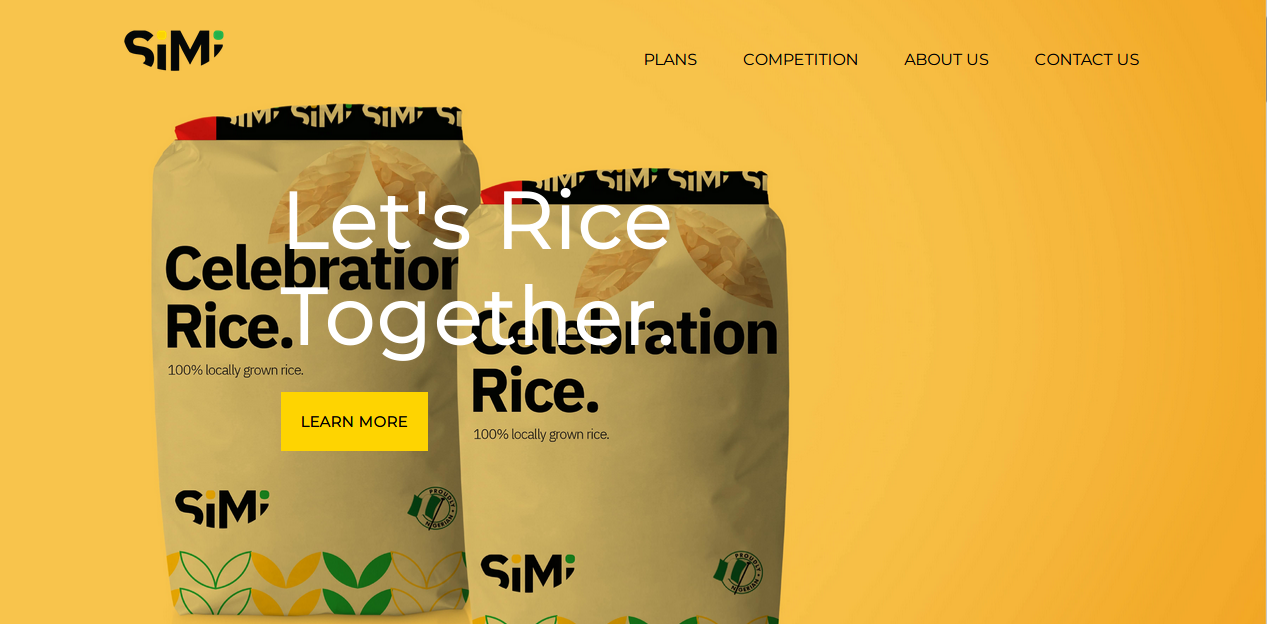 SiMi
PLANS COMPETITION ABOUT US CONTACT US
SiMi SiMi SiMi
SiMi SiMi SiMi
Let's Rice
Together.
LEARN MORE
Celebration
Rice.
100% locally grown rice.
SiMi
PROUDLY
NIGERIAN
Celebration
Rice.
100% locally grown rice.
SiMi
PROUDLY
NIGERIAN